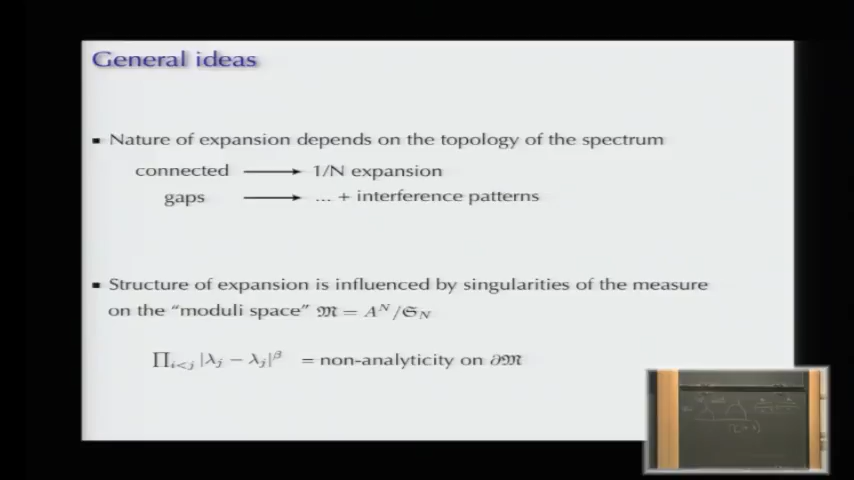 General ideas
Nature of expansion depends on the topology of the spectrum
connected ⟶ 1/N expansion
gaps ⟶ ... + interference patterns
Structure of expansion is influenced by singularities of the measure
on the “moduli space” 𝔐 = A^N/𝔖_N
∏_{i<j} |λ_j − λ_j|^β = non-analyticity on ∂𝔐